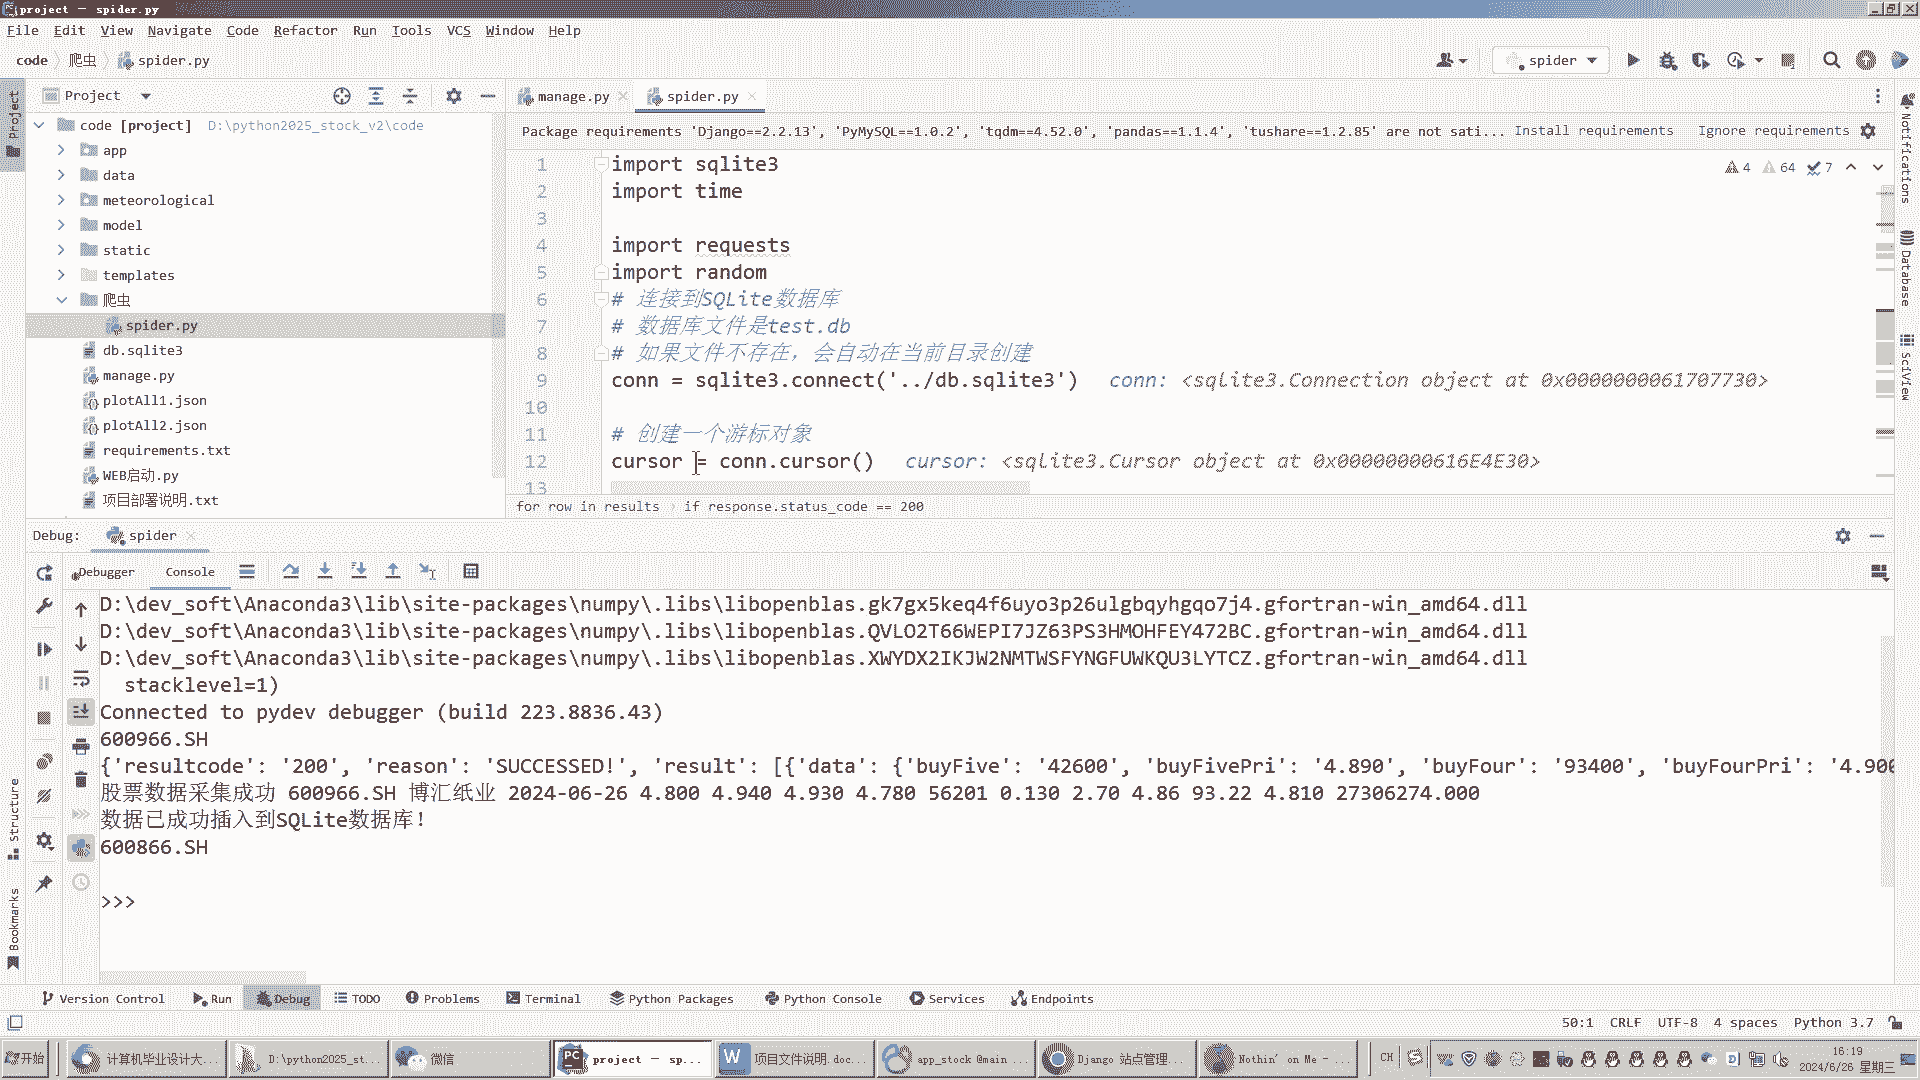 project – spider.py
File Edit View Navigate Code Refactor Run Tools VCS Window Help
code 爬虫 spider.py
spider
Project
manage.py
spider.py
Package requirements 'Django==2.2.13', 'PyMySQL==1.0.2', 'tqdm==4.52.0', 'pandas==1.1.4', 'tushare==1.2.85' are not sati... Install requirements Ignore requirements
Project
Notifications
Database
SciView
code [project] D:\python2025_stock_v2\code
app
data
meteorological
model
static
templates
爬虫
spider.py
db.sqlite3
manage.py
plotAll1.json
plotAll2.json
requirements.txt
WEB启动.py
项目部署说明.txt
4 64 7
1 import sqlite3
2 import time
3
4 import requests
5 import random
6 # 连接到SQLite数据库
7 # 数据库文件是test.db
8 # 如果文件不存在，会自动在当前目录创建
9 conn = sqlite3.connect('../db.sqlite3') conn: <sqlite3.Connection object at 0x0000000061707730>
10
11 # 创建一个游标对象
12 cursor = conn.cursor() cursor: <sqlite3.Cursor object at 0x00000000616E4E30>
13
for row in results › if response.status_code == 200
Debug: spider
Debugger Console
D:\dev_soft\Anaconda3\lib\site-packages\numpy\.libs\libopenblas.gk7gx5keq4f6uyo3p26ulgbqyhgqo7j4.gfortran-win_amd64.dll
D:\dev_soft\Anaconda3\lib\site-packages\numpy\.libs\libopenblas.QVLO2T66WEPI7JZ63PS3HMOHFEY472BC.gfortran-win_amd64.dll
D:\dev_soft\Anaconda3\lib\site-packages\numpy\.libs\libopenblas.XWYDX2IKJW2NMTWSFYNGFUWKQU3LYTCZ.gfortran-win_amd64.dll
stacklevel=1)
Connected to pydev debugger (build 223.8836.43)
600966.SH
{'resultcode': '200', 'reason': 'SUCCESSED!', 'result': [{'data': {'buyFive': '42600', 'buyFivePri': '4.890', 'buyFour': '93400', 'buyFourPri': '4.900
股票数据采集成功 600966.SH 博汇纸业 2024-06-26 4.800 4.940 4.930 4.780 56201 0.130 2.70 4.86 93.22 4.810 27306274.000
数据已成功插入到SQLite数据库！
600866.SH
>>>
Structure
Bookmarks
Version Control Run Debug TODO Problems Terminal Python Packages Python Console Services Endpoints
50:1 CRLF UTF-8 4 spaces Python 3.7
开始 计算机毕业设计大... D:\python2025_st... 微信 project – sp... 项目文件说明.doc... app_stock @main ... Django 站点管理... Nothin' on Me – ... CH 16:19
2024/6/26 星期三